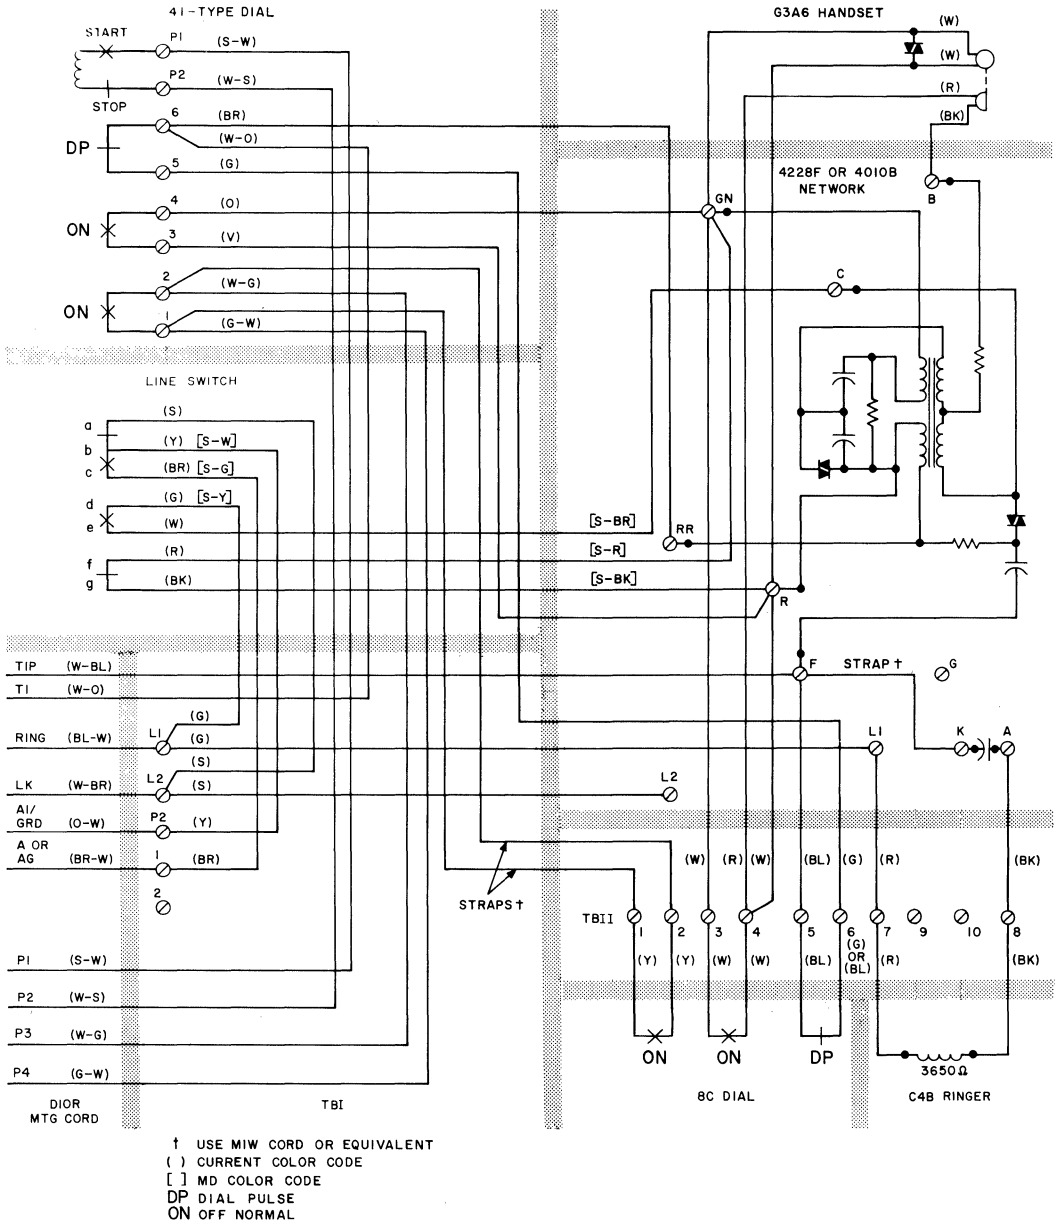 41-TYPE DIAL
START
P1 (S-W)
P2 (W-S)
STOP
6 (BR)
(W-O)
DP
5 (G)
4 (O)
ON
3 (V)
2 (W-G)
ON
1 (G-W)
G3A6 HANDSET
(W)
(W)
(R)
(BK)
4228F OR 4010B
NETWORK
B
GN
C
RR
R
LINE SWITCH
a (S)
b (Y) [S-W]
c (BR) [S-G]
d (G) [S-Y]
e (W) [S-BR]
f (R) [S-R]
g (BK) [S-BK]
TIP (W-BL)
T1 (W-O)
F STRAP † G
(G)
L1
RING (BL-W) (G)
L1 K A
(S)
L2
LK (W-BR) (S)
L2
A1/
GRD (O-W) P2 (Y)
A OR
AG (BR-W) 1 (BR)
2
STRAPS†
(W) (R) (W) (BL) (G) (R) (BK)
TBII 1 2 3 4 5 6 7 9 10 8
(Y) (Y) (W) (W) (BL) (G) OR (BL) (R) (BK)
P1 (S-W)
P2 (W-S)
P3 (W-G)
P4 (G-W)
ON ON DP
3650Ω
8C DIAL
C4B RINGER
DIOR
MTG CORD
TBI
† USE MIW CORD OR EQUIVALENT
( ) CURRENT COLOR CODE
[ ] MD COLOR CODE
DP DIAL PULSE
ON OFF NORMAL